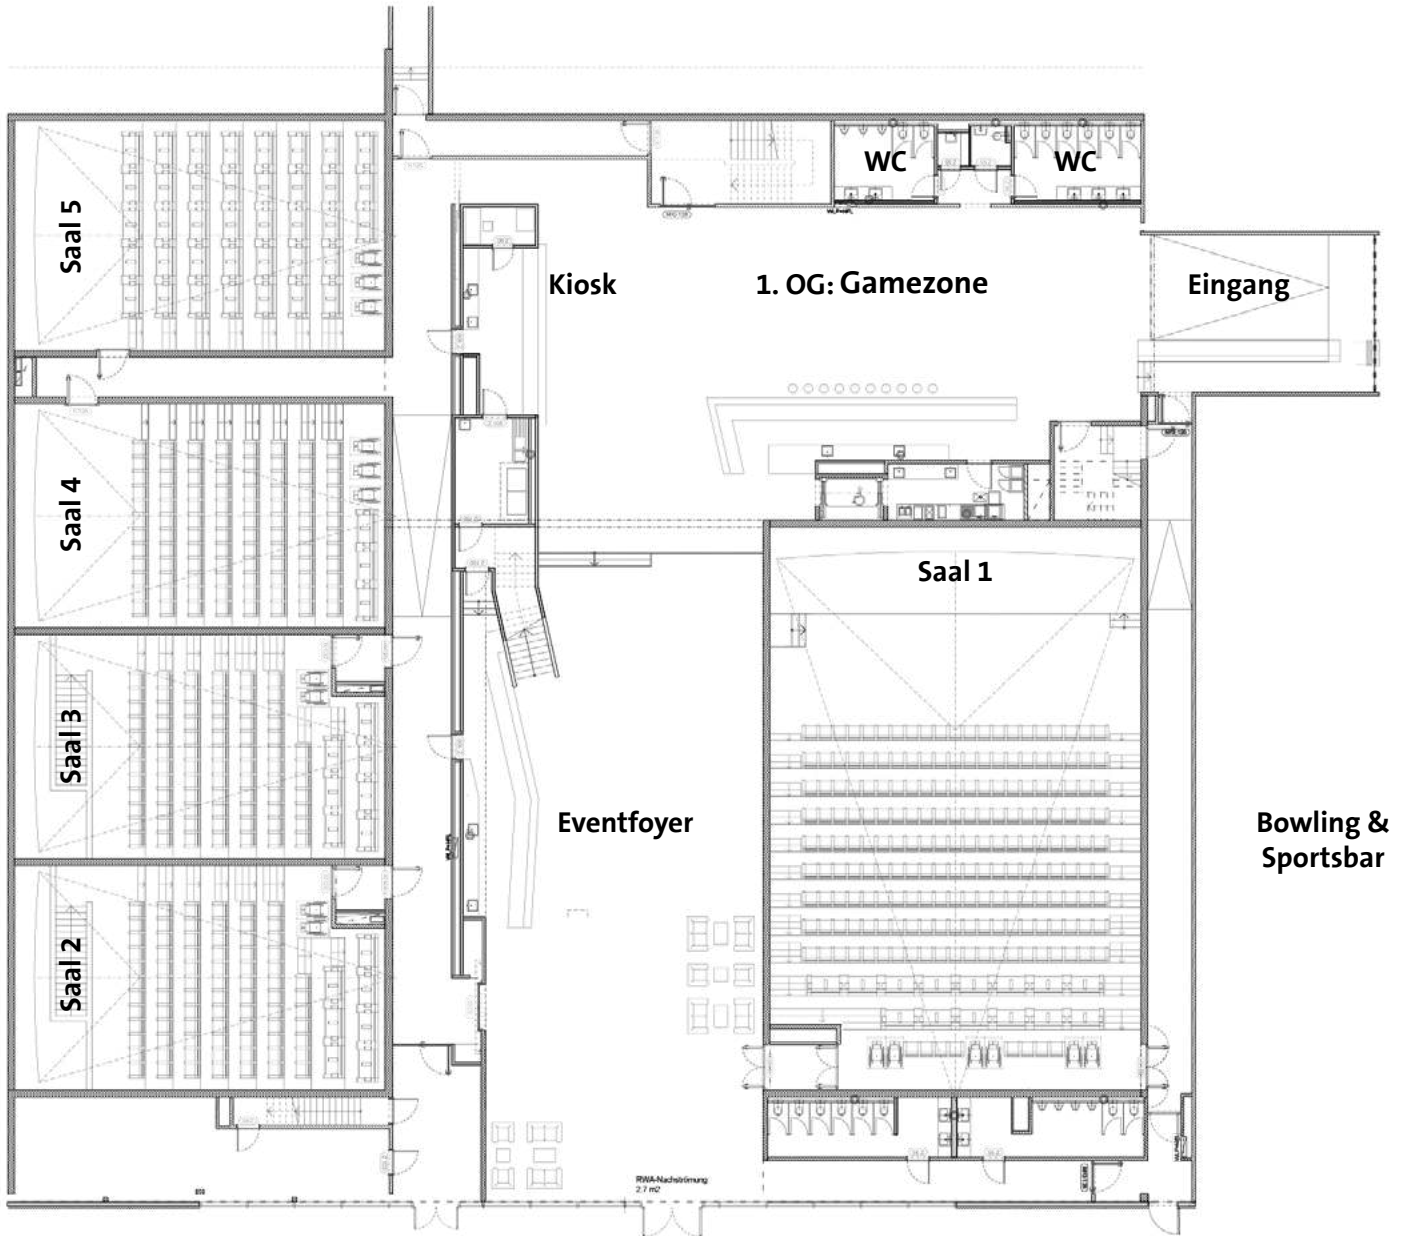 WC
WC
Saal 5
Kiosk
1. OG: Gamezone
Eingang
Saal 4
Saal 1
Saal 3
Eventfoyer
Bowling &
Sportsbar
Saal 2
RWA-Nachströmung
2.7 m2